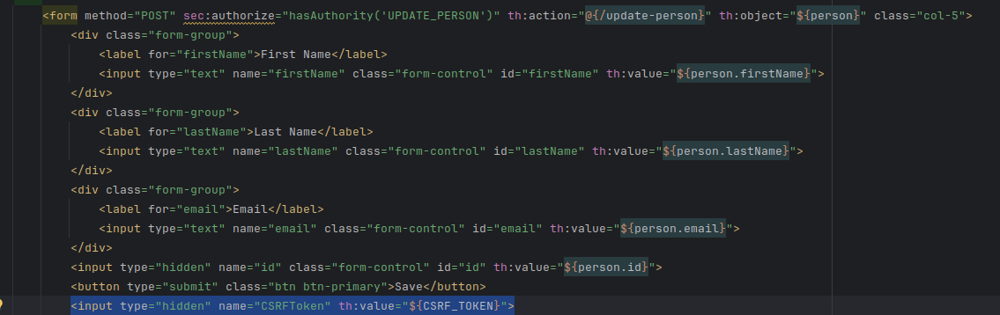 <form method="POST" sec:authorize="hasAuthority('UPDATE_PERSON')" th:action="@{/update-person}" th:object="${person}" class="col-5">
<div class="form-group">
<label for="firstName">First Name</label>
<input type="text" name="firstName" class="form-control" id="firstName" th:value="${person.firstName}">
</div>
<div class="form-group">
<label for="lastName">Last Name</label>
<input type="text" name="lastName" class="form-control" id="lastName" th:value="${person.lastName}">
</div>
<div class="form-group">
<label for="email">Email</label>
<input type="text" name="email" class="form-control" id="email" th:value="${person.email}">
</div>
<input type="hidden" name="id" class="form-control" id="id" th:value="${person.id}">
<button type="submit" class="btn btn-primary">Save</button>
<input type="hidden" name="CSRFToken" th:value="${CSRF_TOKEN}">